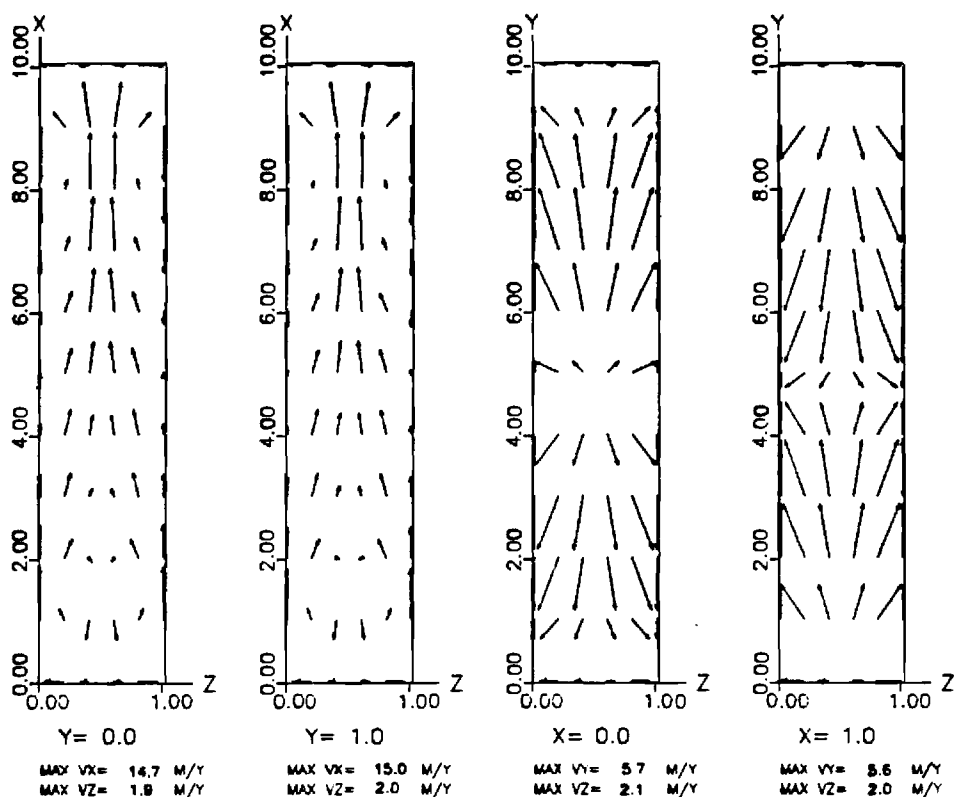 X
10.00
8.00
6.00
4.00
2.00
0.00
0.00 1.00 Z
Y= 0.0
MAX VX= 14.7 M/Y
MAX VZ= 1.9 M/Y
X
10.00
8.00
6.00
4.00
2.00
0.00
0.00 1.00 Z
Y= 1.0
MAX VX= 15.0 M/Y
MAX VZ= 2.0 M/Y
Y
10.00
8.00
6.00
4.00
2.00
0.00
0.00 1.00 Z
X= 0.0
MAX VY= 5.7 M/Y
MAX VZ= 2.1 M/Y
Y
10.00
8.00
6.00
4.00
2.00
0.00
0.00 1.00 Z
X= 1.0
MAX VY= 5.6 M/Y
MAX VZ= 2.0 M/Y